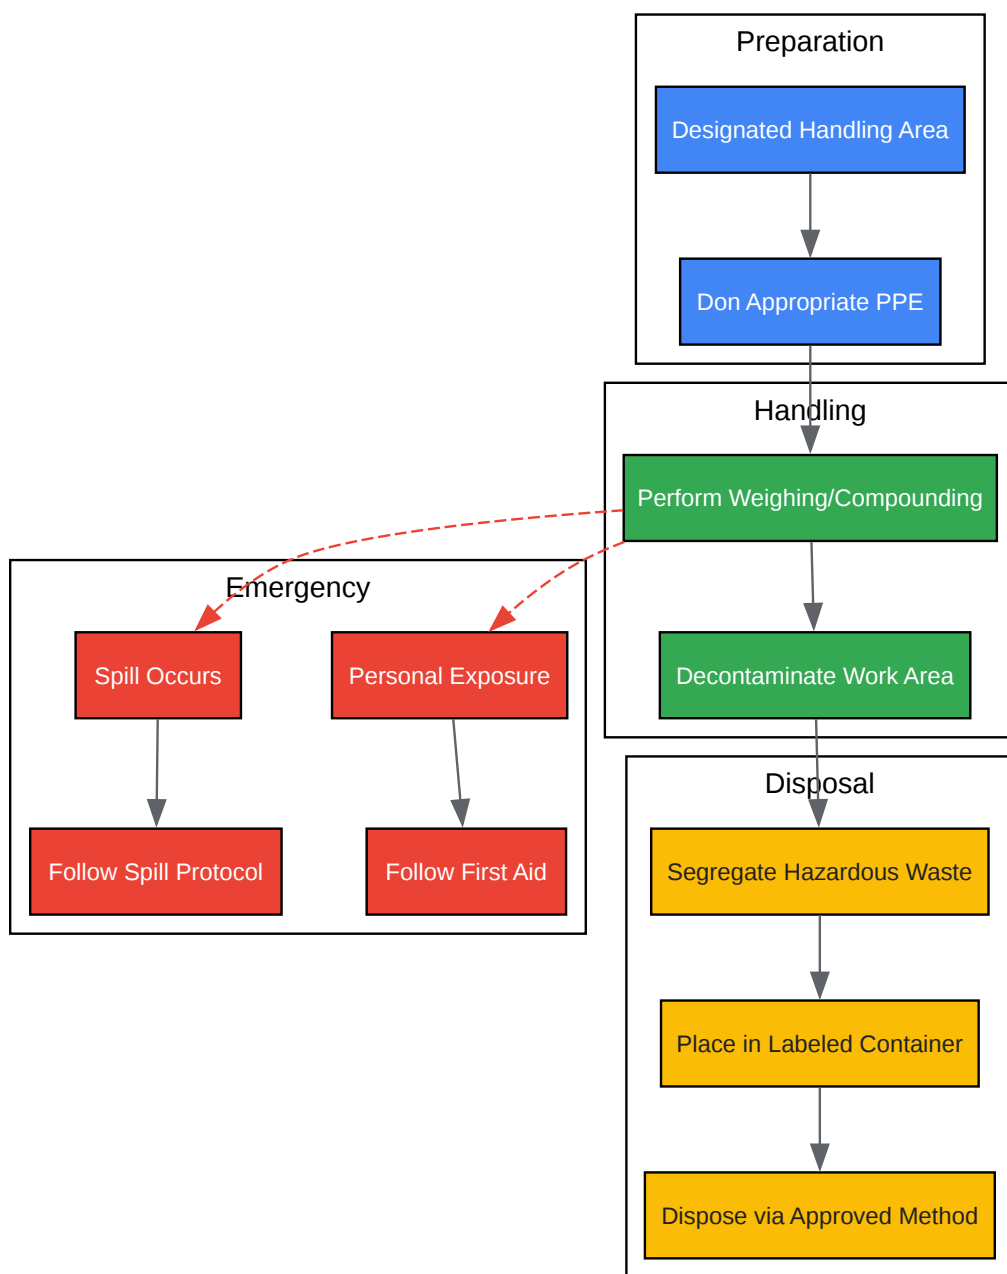 Preparation
Designated Handling Area
Don Appropriate PPE
Handling
Perform Weighing/Compounding
Decontaminate Work Area
Emergency
Spill Occurs
Personal Exposure
Follow Spill Protocol
Follow First Aid
Disposal
Segregate Hazardous Waste
Place in Labeled Container
Dispose via Approved Method